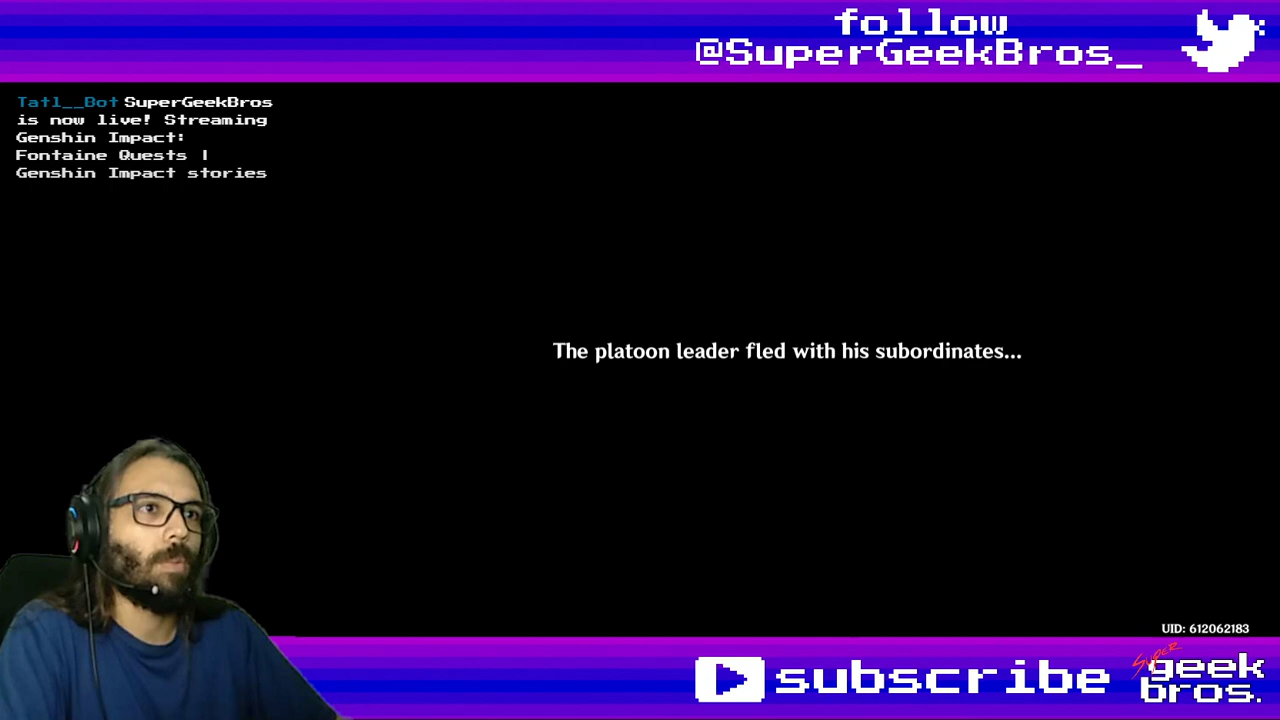 follow
@SuperGeekBros_
Tatl__Bot SuperGeekBros
is now live! Streaming
Genshin Impact:
Fontaine Quests |
Genshin Impact stories
The platoon leader fled with his subordinates...
UID: 612062183
subscribe
SUPER
geek
bros.